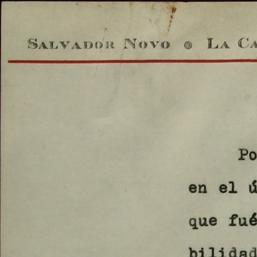 SALVADOR NOVO ® LA CA
Po
en el ú
que fué
bilidad